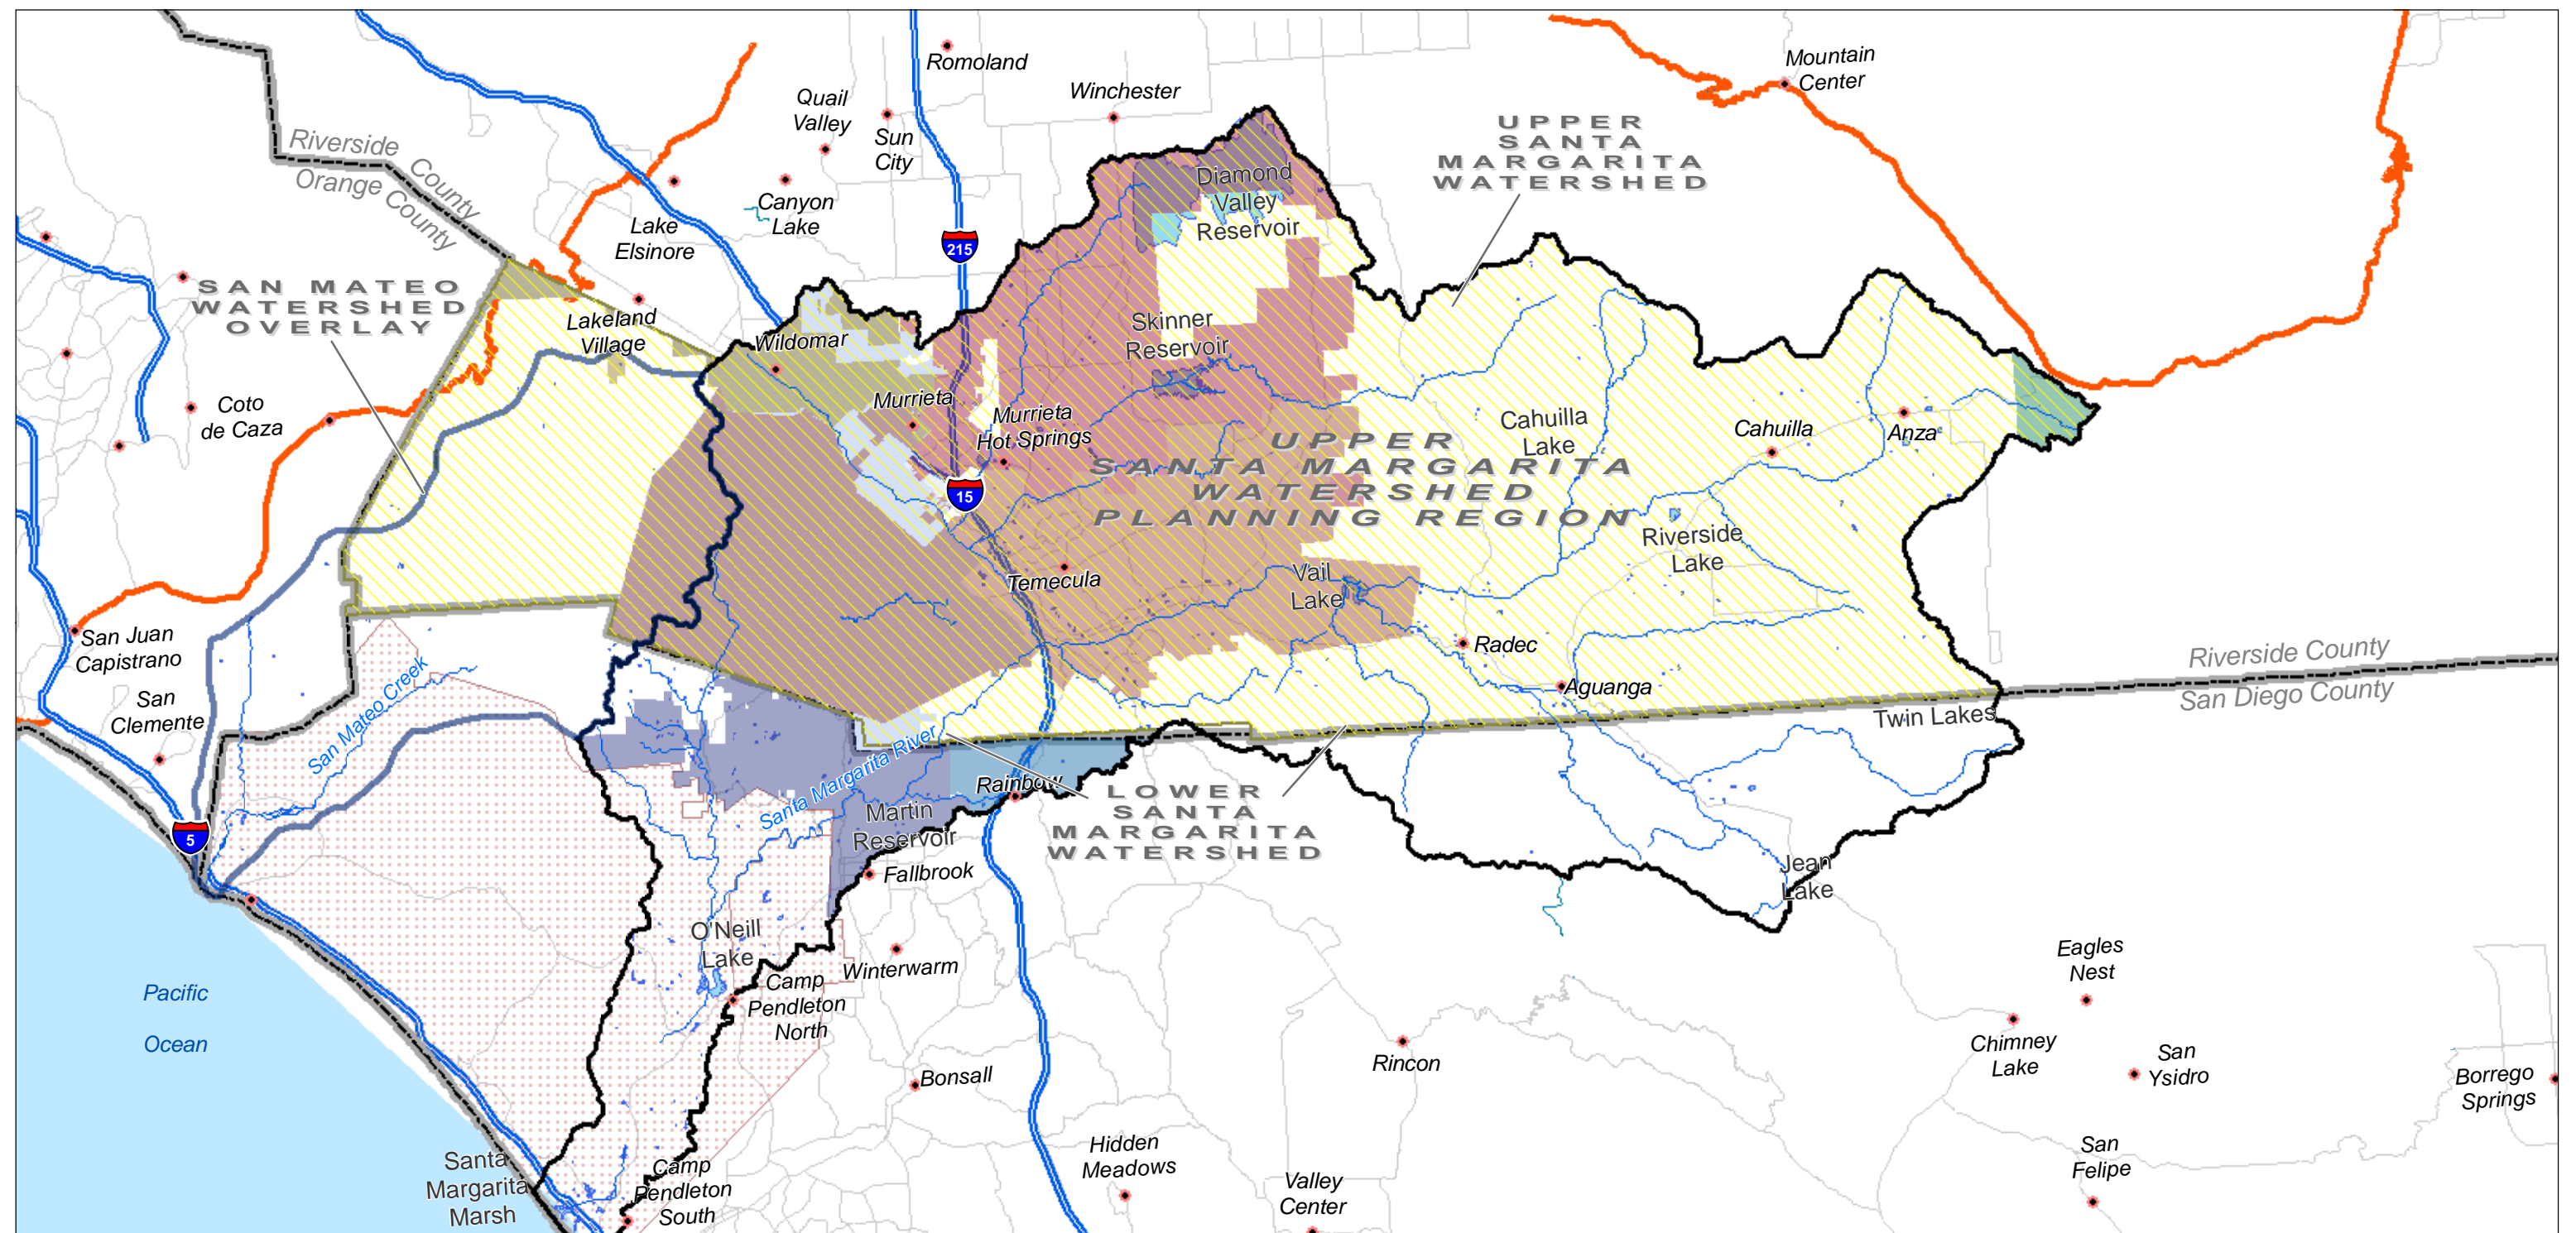 Romoland
Mountain
Center
Quail
Valley
Winchester
Sun
City
UPPER
SANTA
MARGARITA
WATERSHED
Riverside County
Orange County
Diamond
Valley
Reservoir
Canyon
Lake
Lake
Elsinore
215
SAN MATEO
WATERSHED
OVERLAY
Lakeland
Village
Wildomar
Skinner
Reservoir
Murrieta
Murrieta
Hot Springs
Coto
de Caza
Cahuilla
Lake
Cahuilla
Anza
UPPER
SANTA MARGARITA
WATERSHED
PLANNING REGION
15
Riverside
Lake
Temecula
Vail
Lake
San Juan
Capistrano
Radec
Riverside County
San Diego County
Aguanga
Twin Lakes
San
Clemente
San Mateo Creek
Santa Margarita River
Rainbow
LOWER
SANTA
MARGARITA
WATERSHED
Martin
Reservoir
5
Fallbrook
Jean
Lake
O'Neill
Lake
Winterwarm
Camp
Pendleton
North
Pacific
Ocean
Eagles
Nest
Chimney
Lake
San
Ysidro
Borrego
Springs
Rincon
Bonsall
Hidden
Meadows
Valley
Center
San
Felipe
Santa
Margarita
Marsh
Camp
Pendleton
South